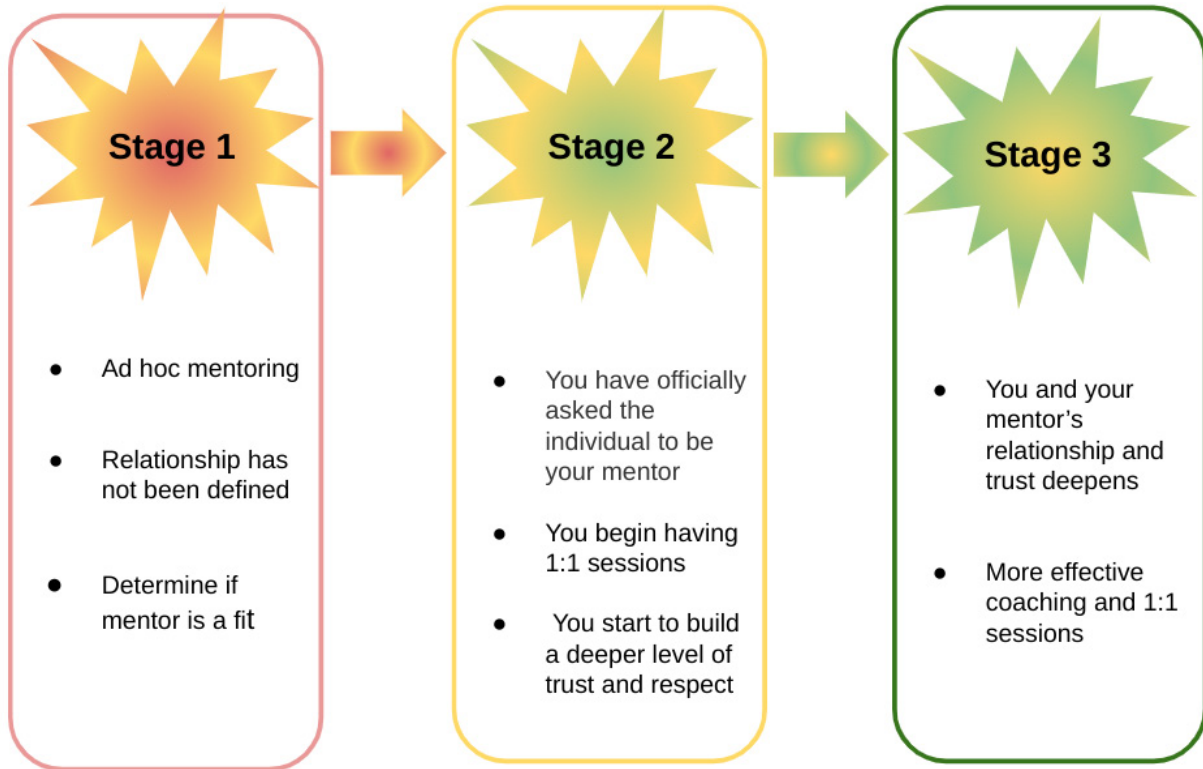 Stage 1
● Ad hoc mentoring
● Relationship has
not been defined
● Determine if
mentor is a fit
Stage 2
● You have officially
asked the
individual to be
your mentor
● You begin having
1:1 sessions
● You start to build
a deeper level of
trust and respect
Stage 3
● You and your
mentor’s
relationship and
trust deepens
● More effective
coaching and 1:1
sessions